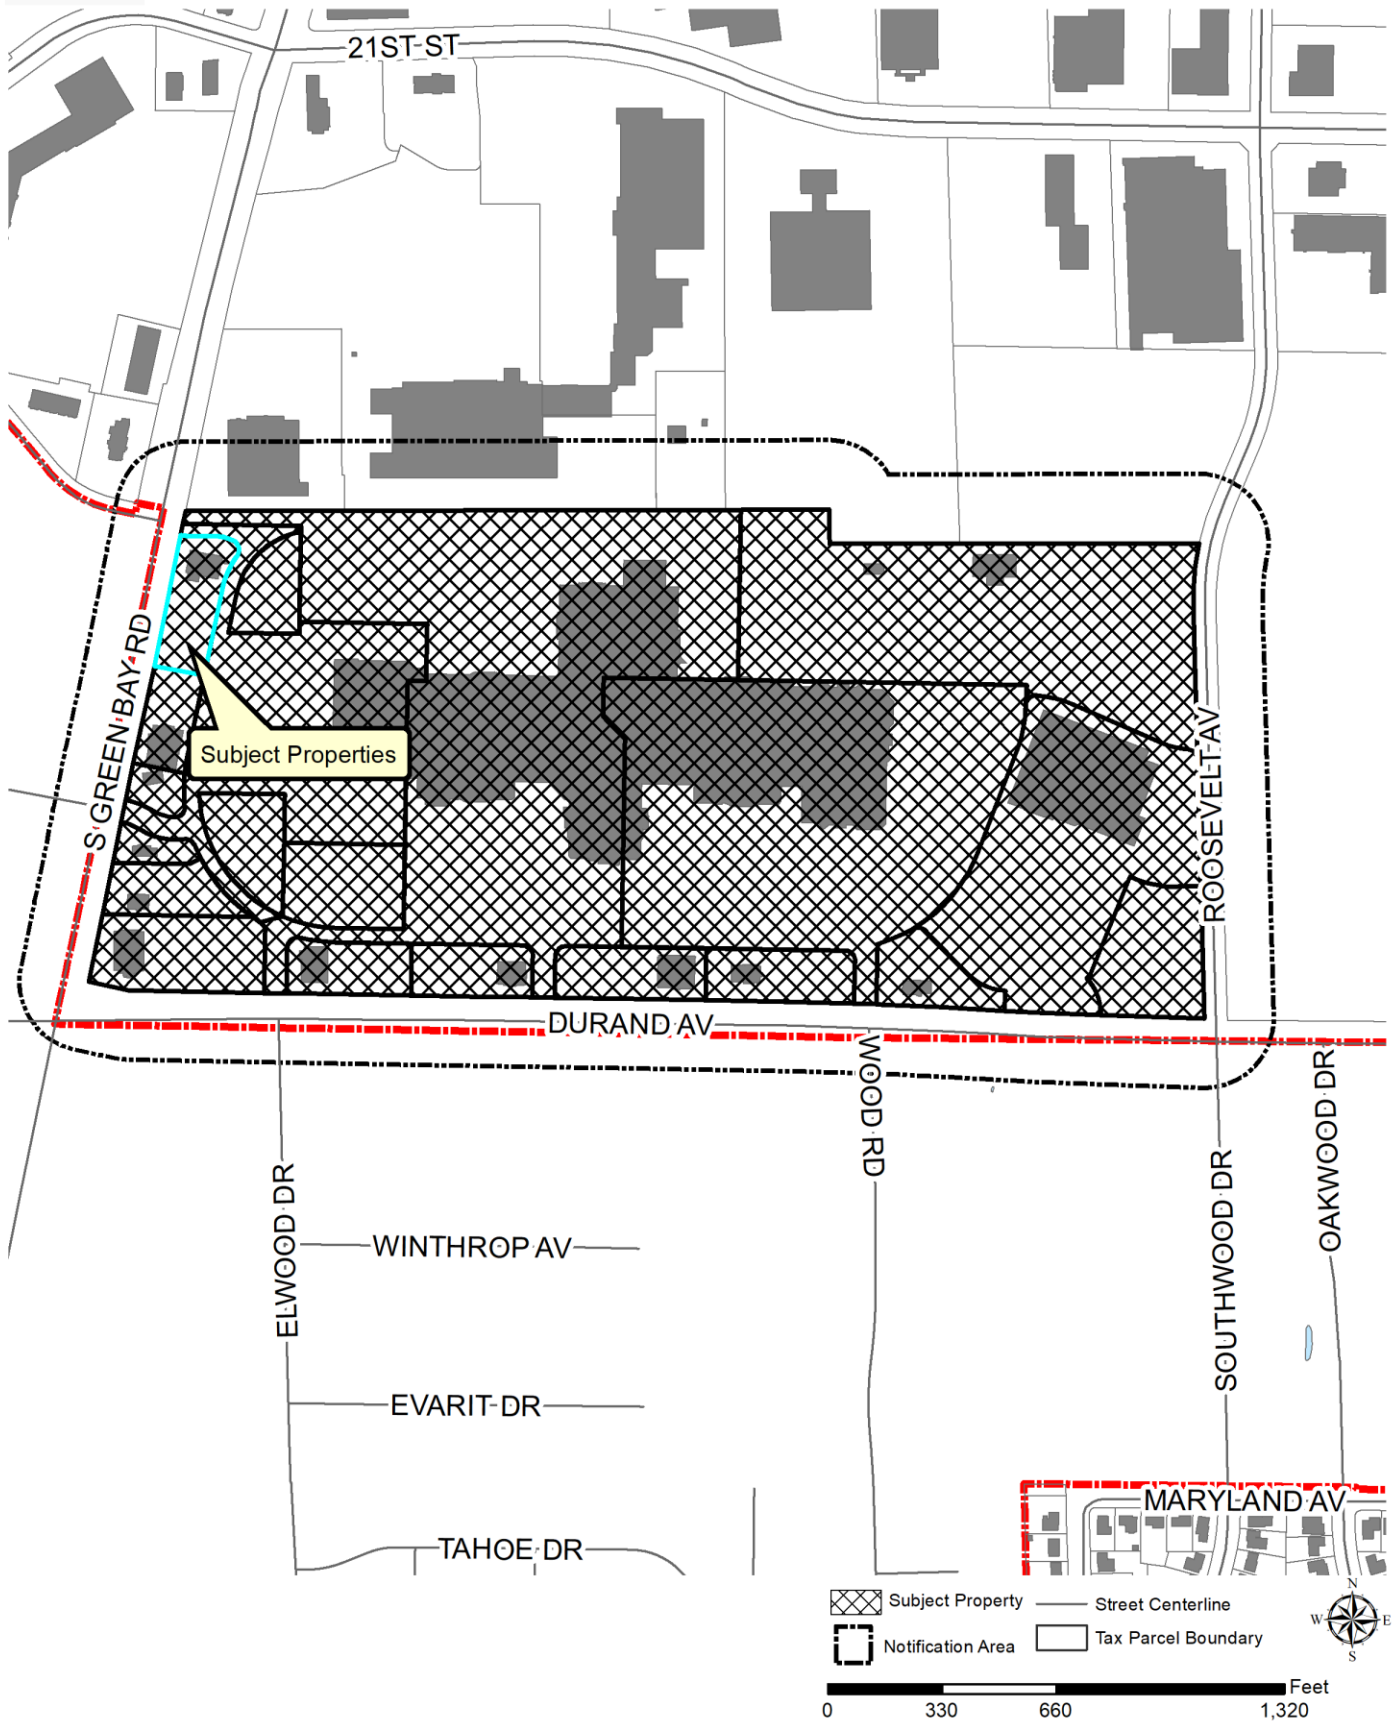 21ST ST
S GREEN BAY RD
Subject Properties
ROOSEVELT AV
DURAND AV
WOOD RD
OAKWOOD DR
ELWOOD DR
SOUTHWOOD DR
WINTHROP AV
EVARIT DR
MARYLAND AV
TAHOE DR
Subject Property
Street Centerline
Notification Area
Tax Parcel Boundary
N
W
E
S
Feet
0 330 660 1,320